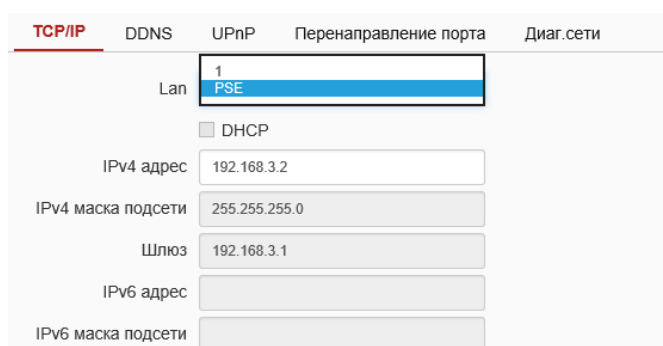 TCP/IP DDNS UPnP Перенаправление порта Диаг.сети
Lan 1
PSE
DHCP
IPv4 адрес 192.168.3.2
IPv4 маска подсети 255.255.255.0
Шлюз 192.168.3.1
IPv6 адрес
IPv6 маска подсети